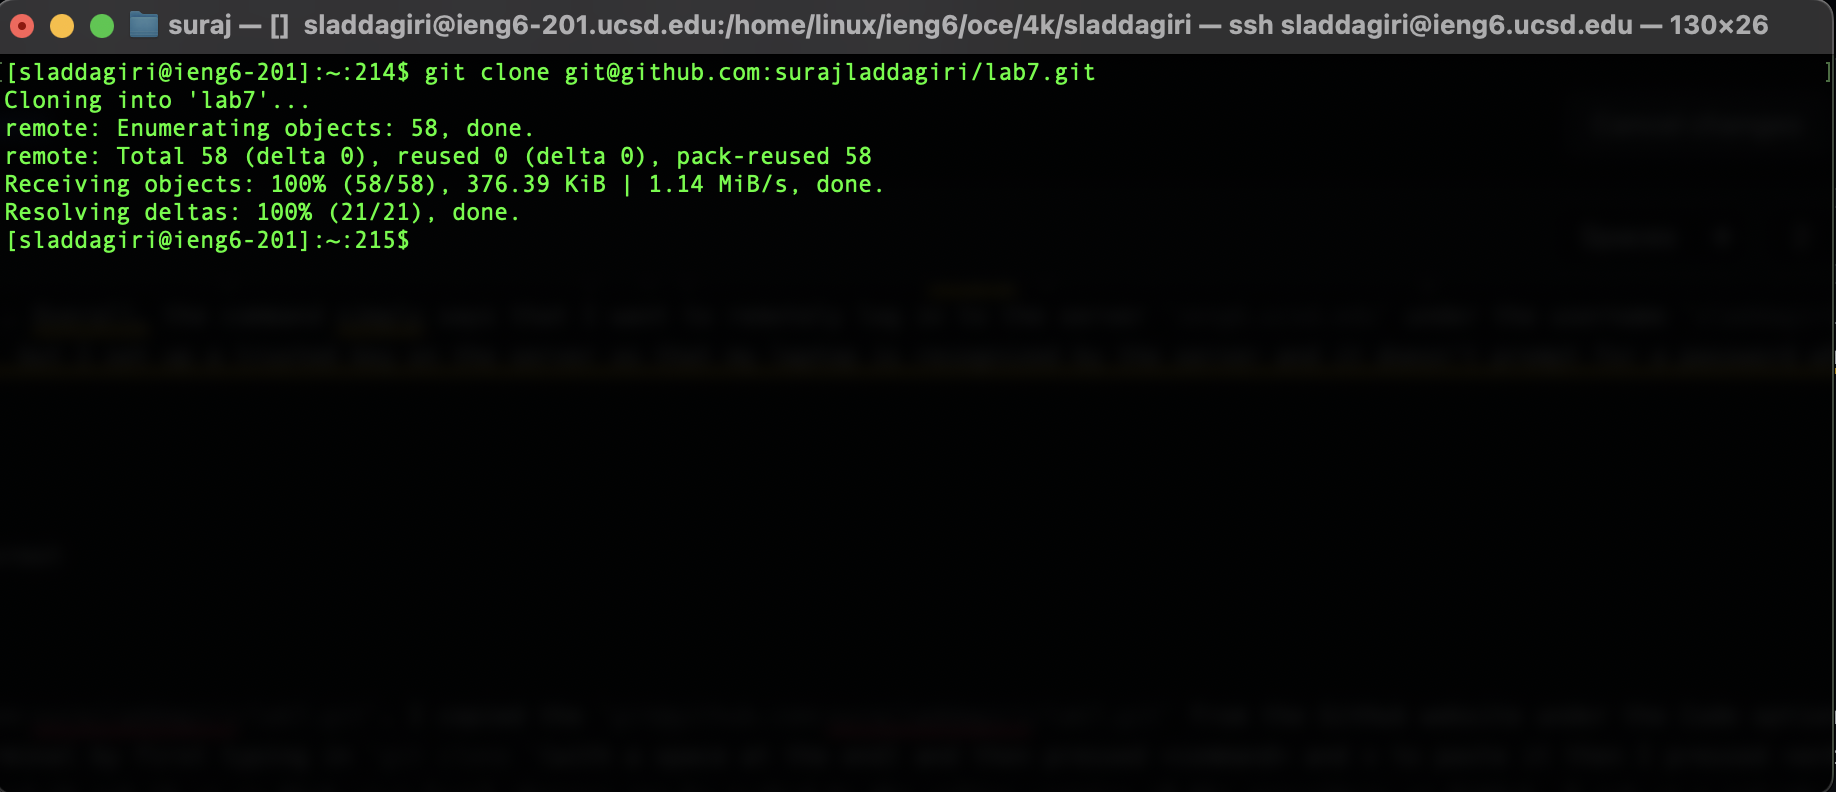 suraj — [] sladdagiri@ieng6-201.ucsd.edu:/home/linux/ieng6/oce/4k/sladdagiri — ssh sladdagiri@ieng6.ucsd.edu — 130×26
[[sladdagiri@ieng6-201]:~:214$ git clone git@github.com:surajladdagiri/lab7.git ]
Cloning into 'lab7'...
remote: Enumerating objects: 58, done.
remote: Total 58 (delta 0), reused 0 (delta 0), pack-reused 58
Receiving objects: 100% (58/58), 376.39 KiB | 1.14 MiB/s, done.
Resolving deltas: 100% (21/21), done.
[sladdagiri@ieng6-201]:~:215$